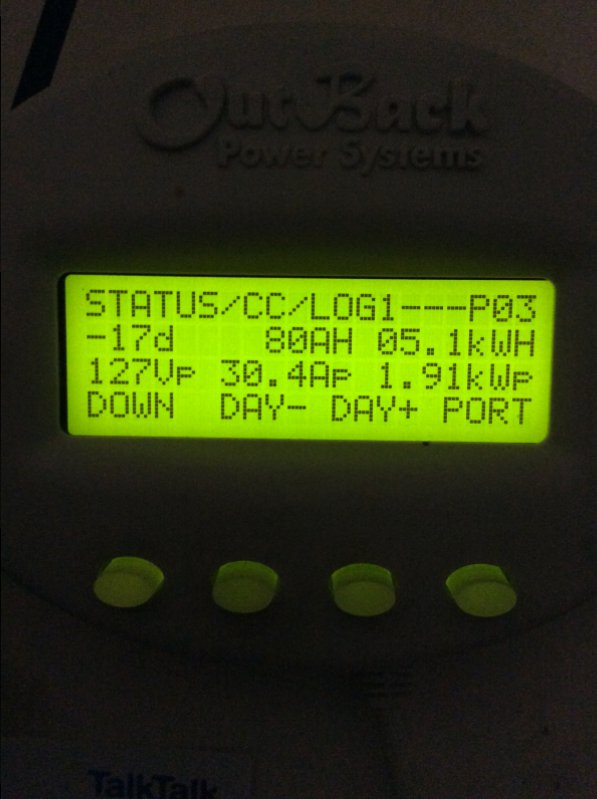 OutBack
Power Systems
STATUS/CC/LOG1---P03
-17d 80AH 05.1kWH
127Vp 30.4Ap 1.91kWp
DOWN DAY- DAY+ PORT
TalkTalk